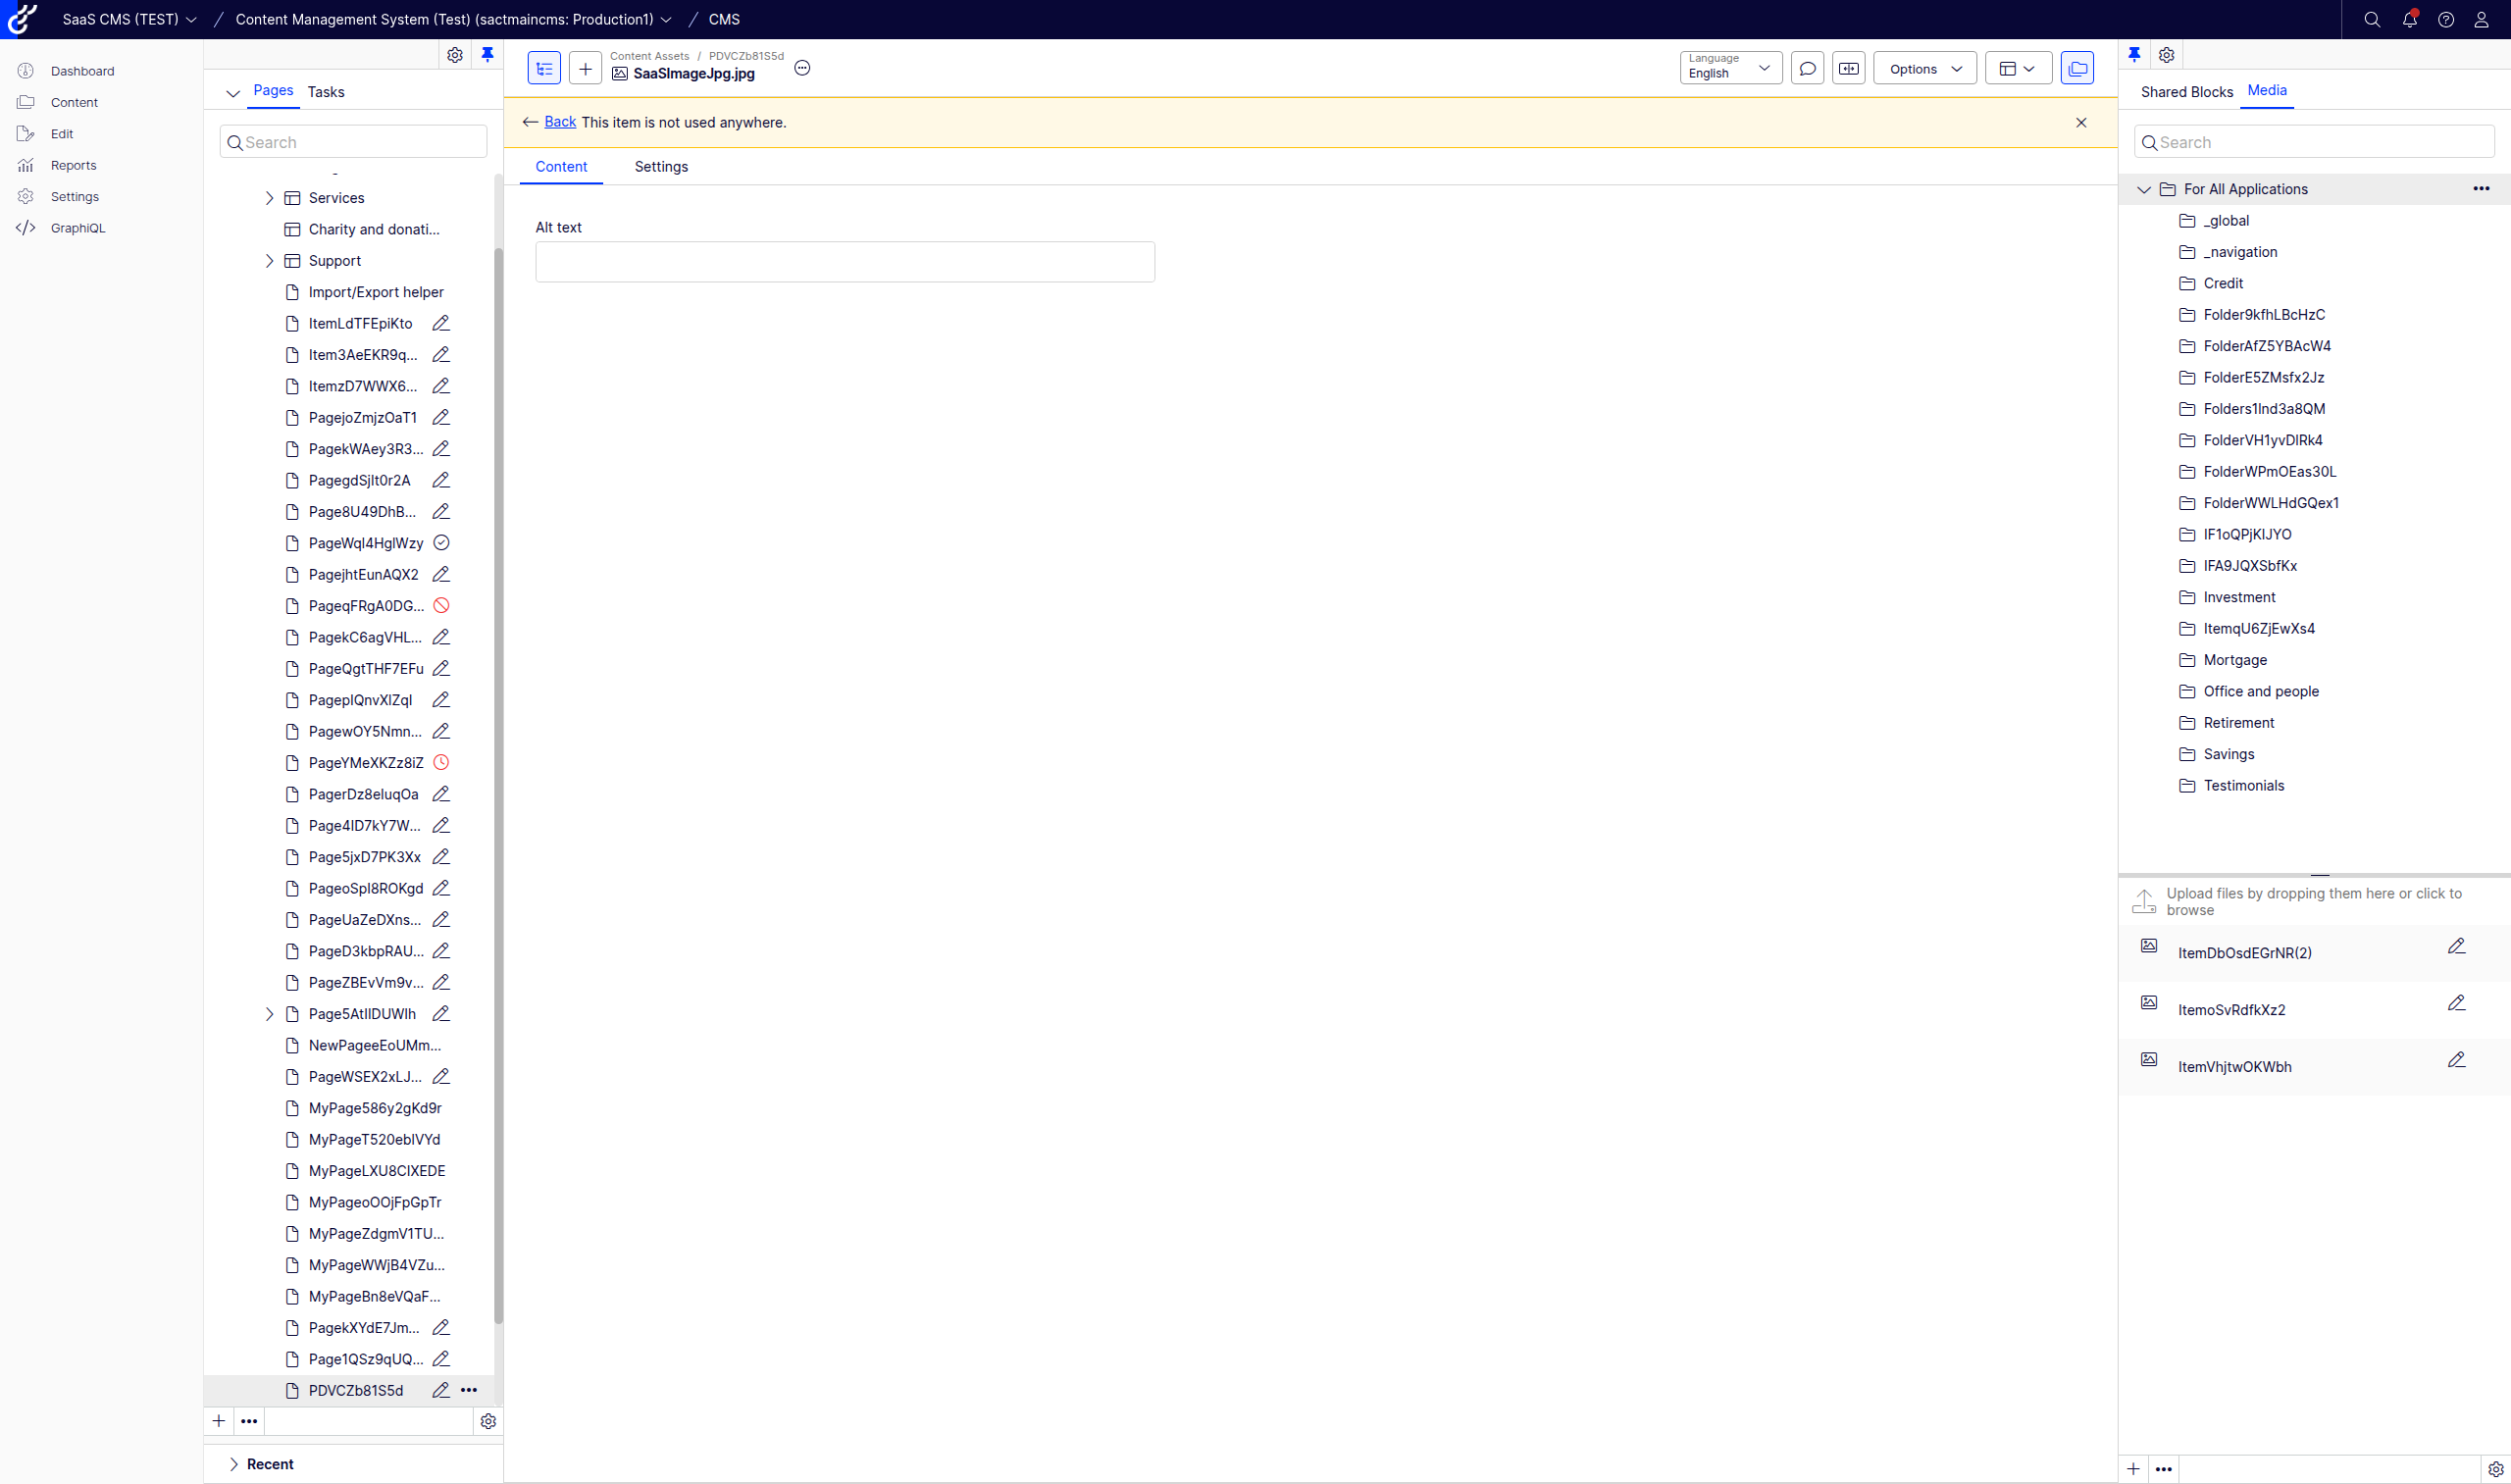 SaaS CMS (TEST) / Content Management System (Test) (sactmaincms: Production1) / CMS
Dashboard
Content
Edit
Reports
Settings
GraphiQL
Pages Tasks
Search
Services
Charity and donati...
Support
Import/Export helper
ItemLdTFEpiKto
Item3AeEKR9q...
ItemzD7WWX6...
PagejoZmjzOaT1
PagekWAey3R3...
PagegdSjIt0r2A
Page8U49DhB...
PageWql4HglWzy
PagejhtEunAQX2
PageqFRgA0DG...
PagekC6agVHL...
PageQgtTHF7EFu
PagepIQnvXIZqI
PagewOY5Nmn...
PageYMeXKZz8iZ
PagerDz8eluqOa
Page4ID7kY7W...
Page5jxD7PK3Xx
PageoSpI8ROKgd
PageUaZeDXns...
PageD3kbpRAU...
PageZBEvVm9v...
Page5AtIIDUWIh
NewPageeEoUMm...
PageWSEX2xLJ...
MyPage586y2gKd9r
MyPageT520ebIVYd
MyPageLXU8CIXEDE
MyPageoOOjFpGpTr
MyPageZdgmV1TU...
MyPageWWjB4VZu...
MyPageBn8eVQaF...
PagekXYdE7Jm...
Page1QSz9qUQ...
PDVCZb81S5d
Recent
Content Assets / PDVCZb81S5d
SaaSImageJpg.jpg
Language
English
Options
Back This item is not used anywhere.
Content Settings
Alt text
Shared Blocks Media
Search
For All Applications
_global
_navigation
Credit
Folder9kfhLBcHzC
FolderAfZ5YBAcW4
FolderE5ZMsfx2Jz
Folders1Ind3a8QM
FolderVH1yvDIRk4
FolderWPmOEas30L
FolderWWLHdGQex1
IF1oQPjKIJYO
IFA9JQXSbfKx
Investment
ItemqU6ZjEwXs4
Mortgage
Office and people
Retirement
Savings
Testimonials
Upload files by dropping them here or click to
browse
ItemDbOsdEGrNR(2)
ItemoSvRdfkXz2
ItemVhjtwOKWbh